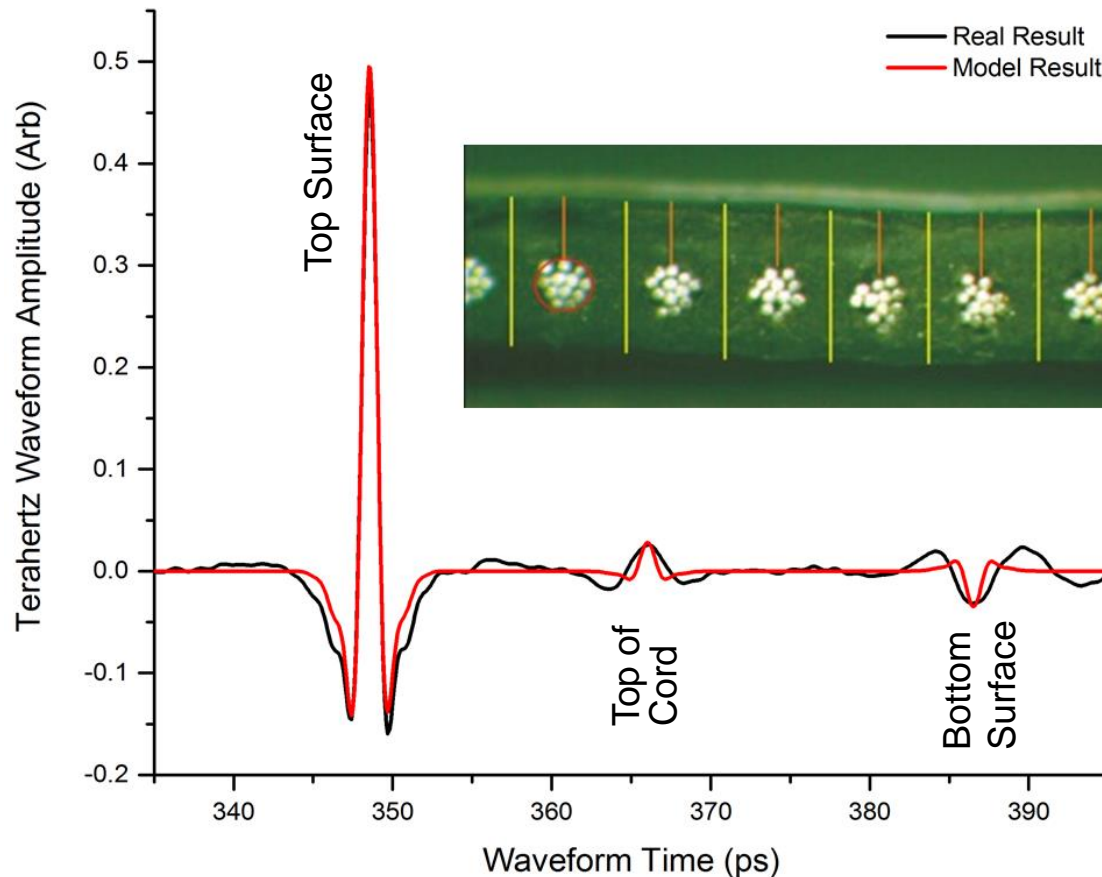 Real Result
Model Result
0.5
0.4
0.3
0.2
0.1
0.0
-0.1
-0.2
Terahertz Waveform Amplitude (Arb)
Top Surface
Top of
Cord
Bottom
Surface
340
350
360
370
380
390
Waveform Time (ps)